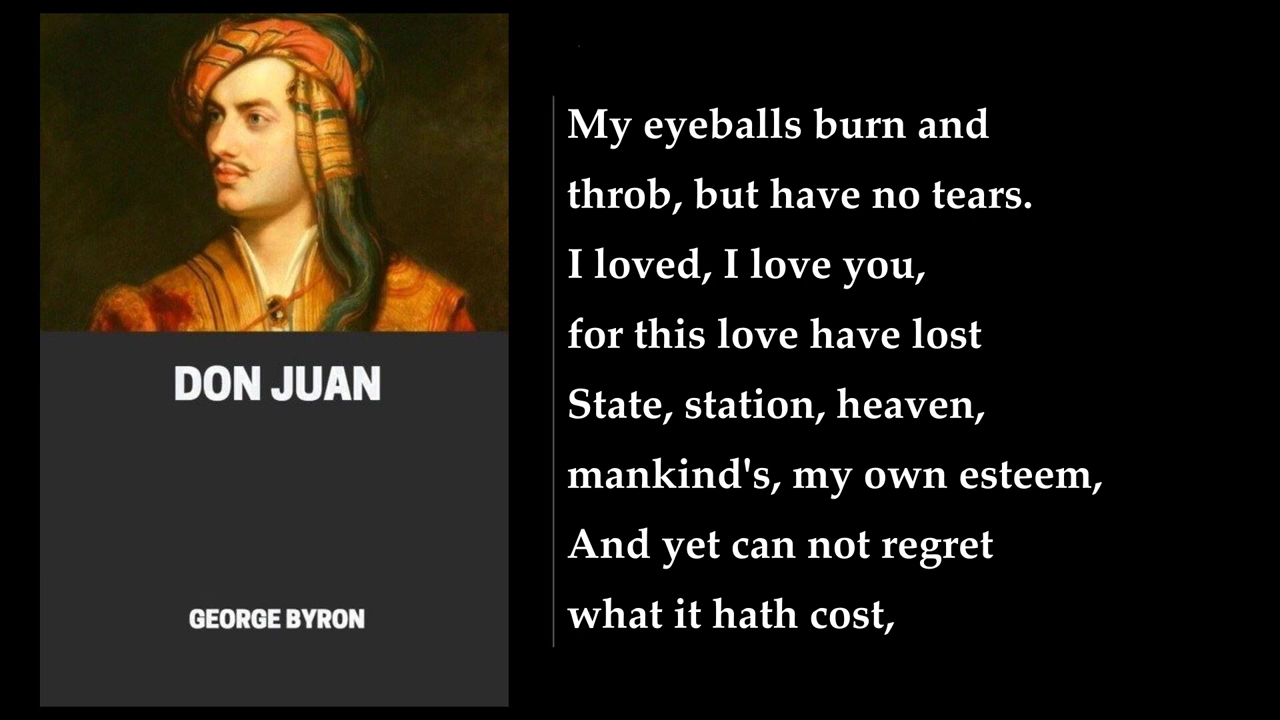 DON JUAN
GEORGE BYRON
My eyeballs burn and
throb, but have no tears.
I loved, I love you,
for this love have lost
State, station, heaven,
mankind's, my own esteem,
And yet can not regret
what it hath cost,